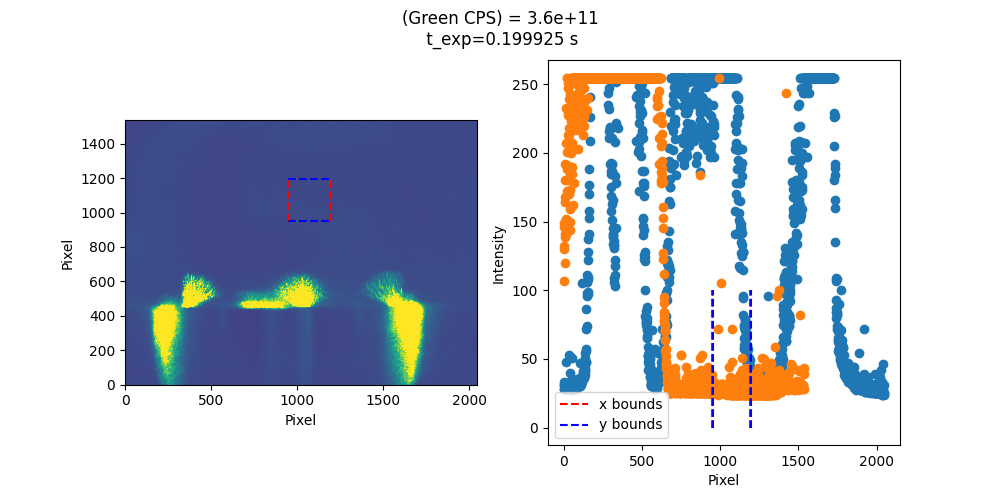 (Green CPS) = 3.6e+11
t_exp=0.199925 s
1400
1200
1000
800
600
400
200
0
Pixel
0 500 1000 1500 2000
Pixel
250
200
150
100
50
0
Intensity
x bounds
y bounds
0 500 1000 1500 2000
Pixel